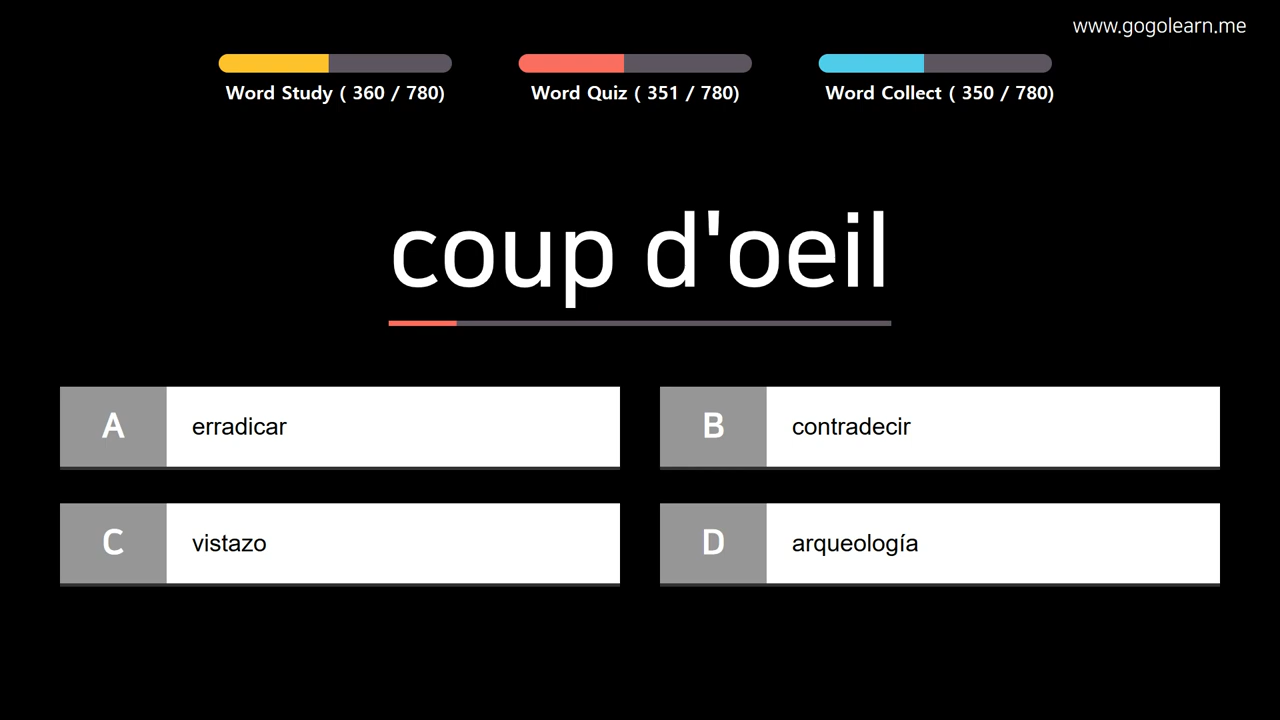 www.gogolearn.me
Word Study ( 360 / 780)
Word Quiz ( 351 / 780)
Word Collect ( 350 / 780)
coup d'oeil
A erradicar
B contradecir
C vistazo
D arqueología